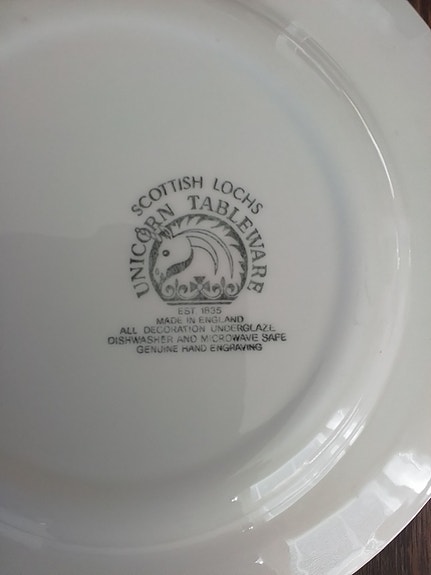 SCOTTISH LOCHS
UNICORN TABLEWARE
EST 1835
MADE IN ENGLAND
ALL DECORATION UNDERGLAZE
DISHWASHER AND MICROWAVE SAFE
GENUINE HAND ENGRAVING